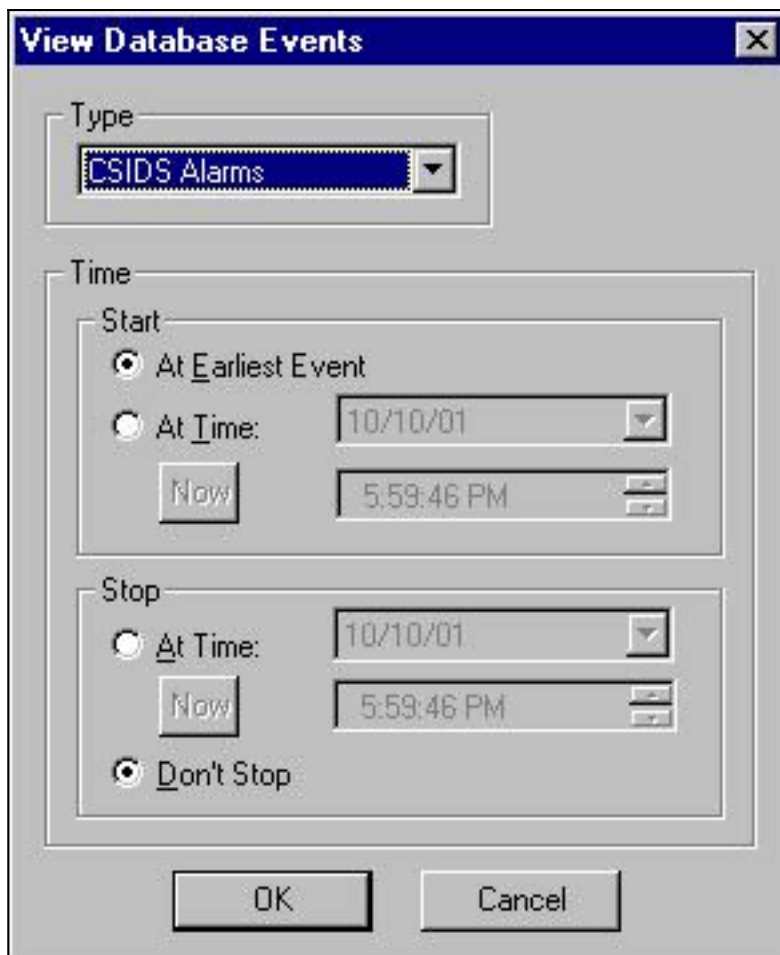 View Database Events
Type
CSIDS Alarms
Time
Start
At Earliest Event
At Time:
10/10/01
Now
5:59:46 PM
Stop
At Time:
10/10/01
Now
5:59:46 PM
Don't Stop
OK
Cancel